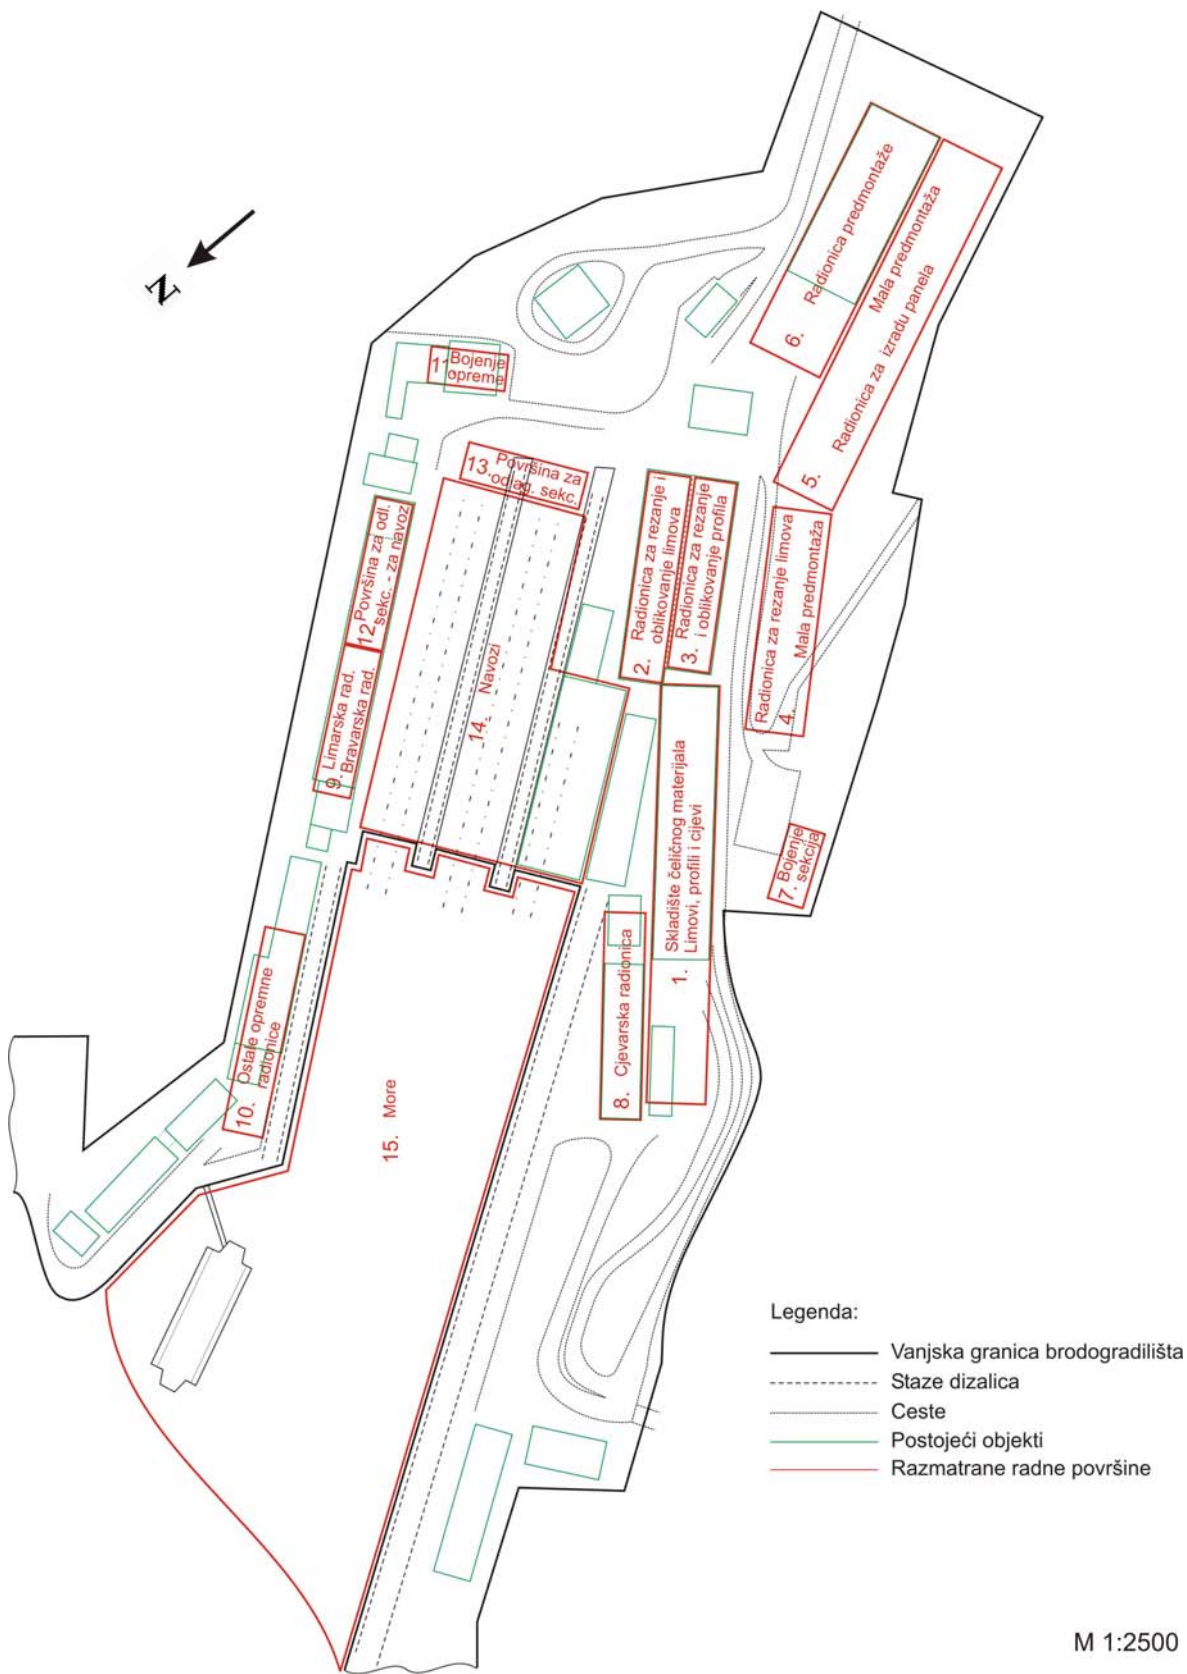 N
6. Radionica predmontaže
Mala predmontaža
5. Radionica za izradu panela
11. Bojenje
opreme
13. Površina za
odlag. sekc.
12. Površina za odl.
sekc. - za navoz
2. Radionica za rezanje i
oblikovanje limova
3. Radionica za rezanje
i oblikovanje profila
Radionica za rezanje limova
4. Mala predmontaža
9. Limarska rad.
Bravarska rad.
14. Navozi
1. Skladište čeličnog materijala
Limovi, profili i cijevi
7. Bojenje
sekcija
8. Cjevarska radionica
10. Ostale opremne
radionice
15. More
Legenda:
Vanjska granica brodogradilišta
Staze dizalica
Ceste
Postojeći objekti
Razmatrane radne površine
M 1:2500